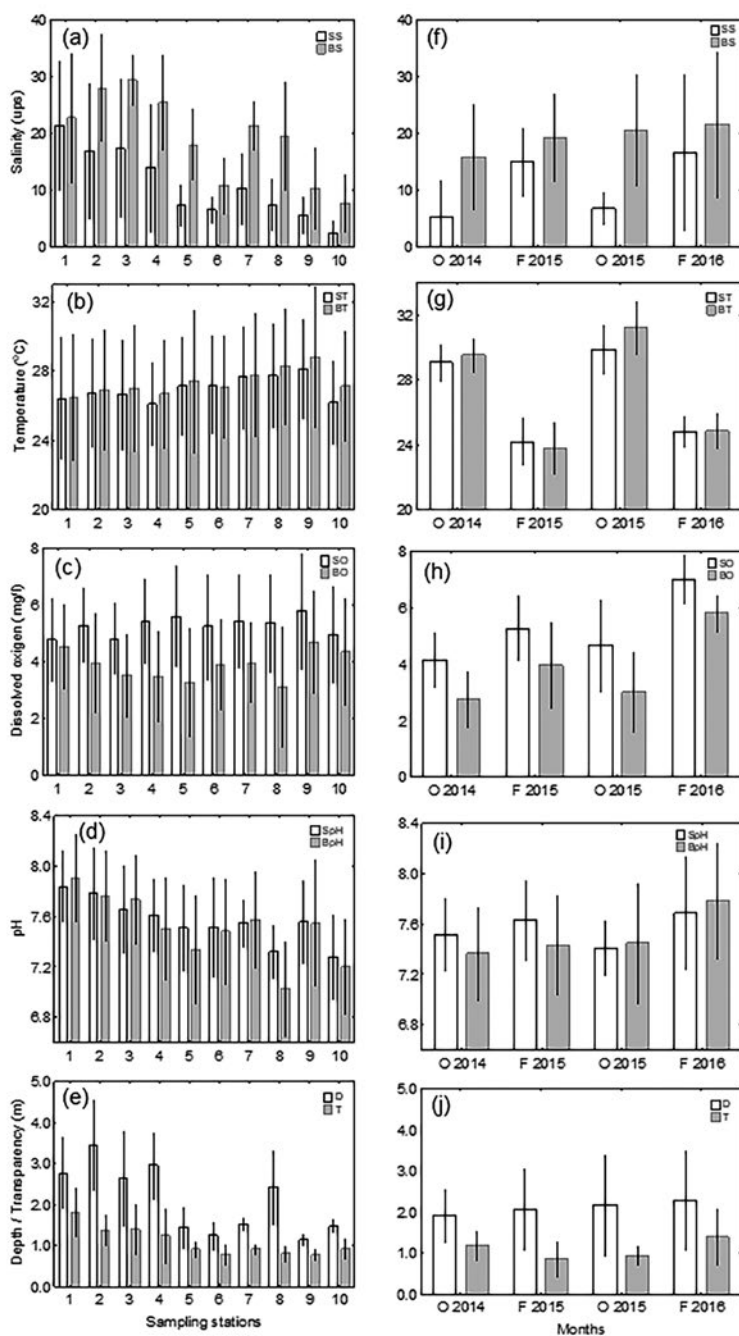 (a)
SS
BS
Salinity (ups)
40
30
20
10
0
1 2 3 4 5 6 7 8 9 10
(f)
SS
BS
40
30
20
10
0
O 2014 F 2015 O 2015 F 2016
(b)
ST
BT
Temperature (°C)
32
28
24
20
1 2 3 4 5 6 7 8 9 10
(g)
ST
BT
32
28
24
20
O 2014 F 2015 O 2015 F 2016
(c)
SO
BO
Dissolved oxigen (mg/l)
8
6
4
2
0
1 2 3 4 5 6 7 8 9 10
(h)
SO
BO
8
6
4
2
0
O 2014 F 2015 O 2015 F 2016
(d)
SpH
BpH
pH
8.4
8.0
7.6
7.2
6.8
1 2 3 4 5 6 7 8 9 10
(i)
SpH
BpH
8.4
8.0
7.6
7.2
6.8
O 2014 F 2015 O 2015 F 2016
(e)
D
T
Depth / Transparency (m)
5.0
4.0
3.0
2.0
1.0
0.0
1 2 3 4 5 6 7 8 9 10
Sampling stations
(j)
D
T
5.0
4.0
3.0
2.0
1.0
0.0
O 2014 F 2015 O 2015 F 2016
Months